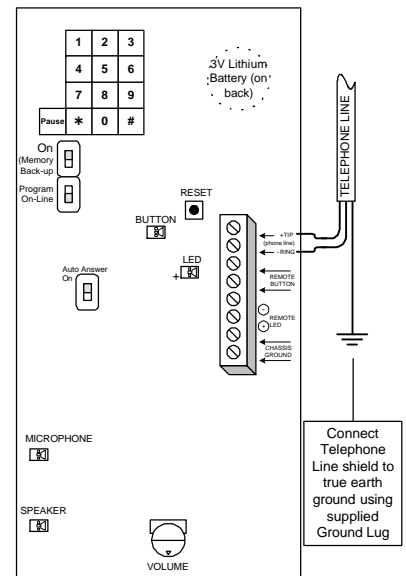 1 2 3
4 5 6
7 8 9
Pause * 0 #
3V Lithium
Battery (on
back)
On
(Memory
Back-up
Program
On-Line
RESET
BUTTON
LED
+
Auto Answer
On
+TIP
(phone line)
- RING
REMOTE
BUTTON
-
REMOTE
+ LED
CHASSIS
GROUND
TELEPHONE LINE
MICROPHONE
SPEAKER
VOLUME
Connect
Telephone
Line shield to
true earth
ground using
supplied
Ground Lug